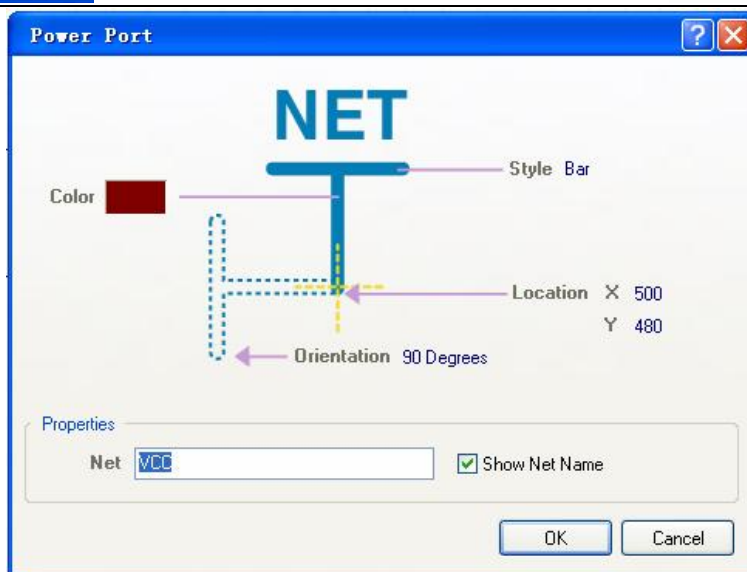 Power Port
NET
Style Bar
Color
Location X 500
Y 480
Orientation 90 Degrees
Properties
Net VCC
Show Net Name
OK Cancel